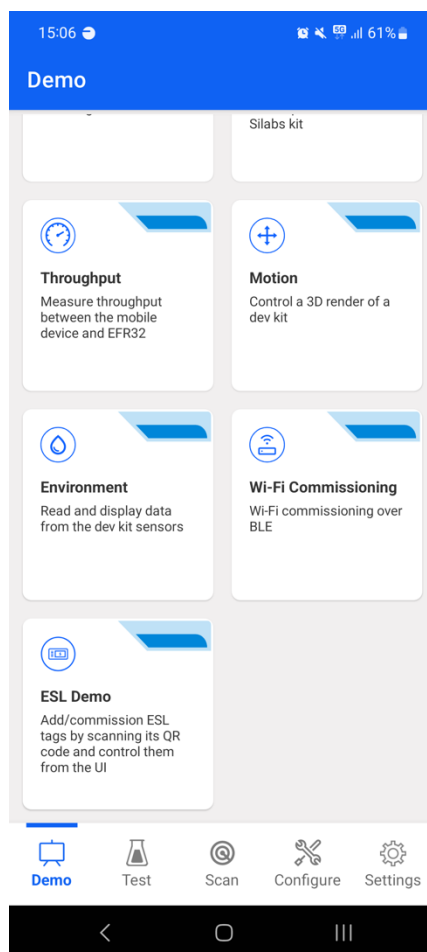 15:06
5G
61%
Demo
Silabs kit
Throughput
Measure throughput
between the mobile
device and EFR32
Motion
Control a 3D render of a
dev kit
Environment
Read and display data
from the dev kit sensors
Wi-Fi Commissioning
Wi-Fi commissioning over
BLE
ESL Demo
Add/commission ESL
tags by scanning its QR
code and control them
from the UI
Demo
Test
Scan
Configure
Settings